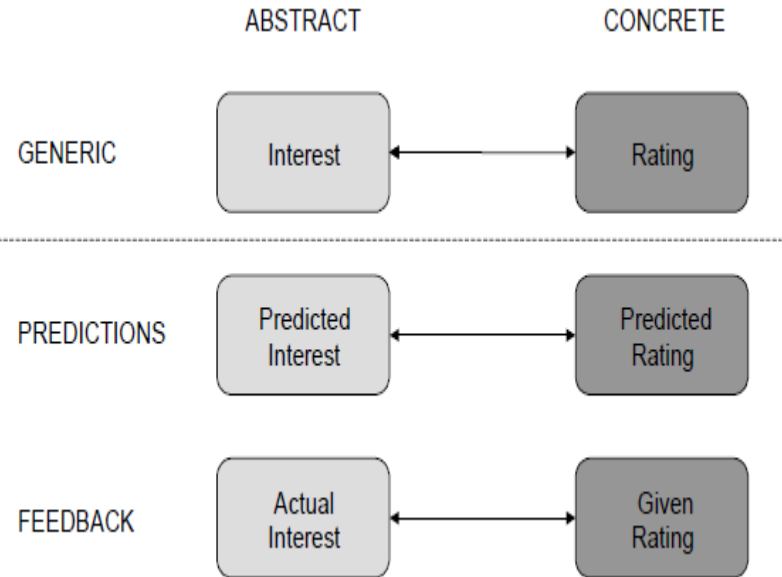 ABSTRACT CONCRETE
GENERIC Interest Rating
PREDICTIONS Predicted Interest Predicted Rating
FEEDBACK Actual Interest Given Rating